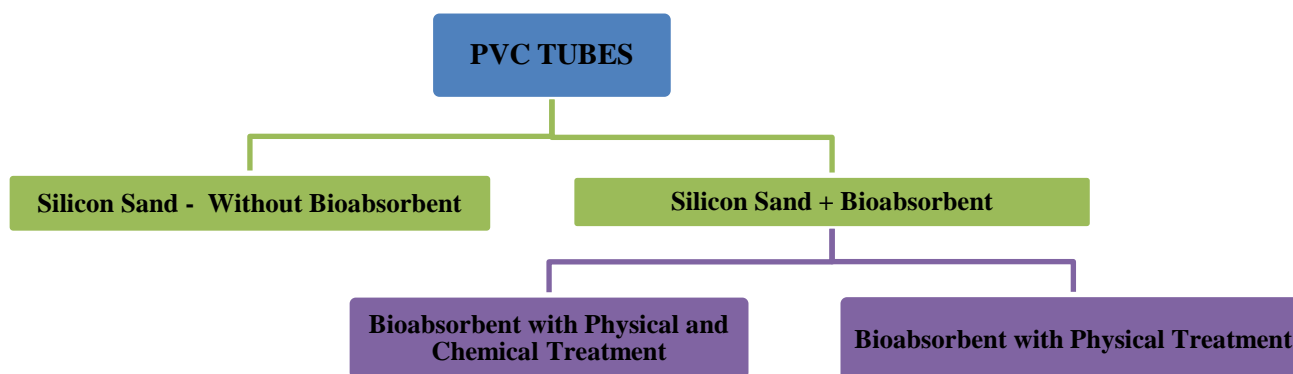 PVC TUBES
Silicon Sand -  Without Bioabsorbent
Silicon Sand + Bioabsorbent
Bioabsorbent with Physical and
Chemical Treatment
Bioabsorbent with Physical Treatment